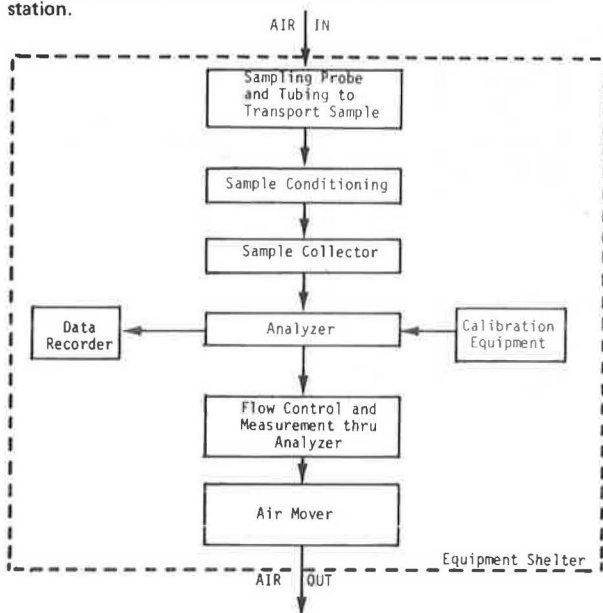 station.
AIR IN
Sampling Probe
and Tubing to
Transport Sample
Sample Conditioning
Sample Collector
Data
Recorder
Analyzer
Calibration
Equipment
Flow Control and
Measurement thru
Analyzer
Air Mover
Equipment Shelter
AIR OUT